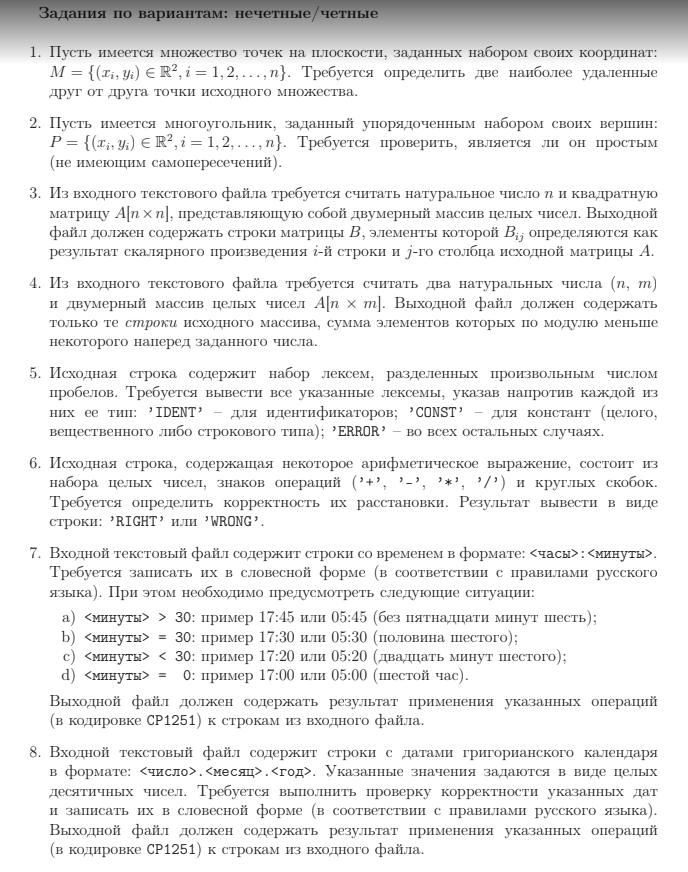 Задания по вариантам: нечетные/четные
1. Пусть имеется множество точек на плоскости, заданных набором своих координат:
M = {(x_i, y_i) ∈ ℝ², i = 1, 2, . . . , n}. Требуется определить две наиболее удаленные
друг от друга точки исходного множества.
2. Пусть имеется многоугольник, заданный упорядоченным набором своих вершин:
P = {(x_i, y_i) ∈ ℝ², i = 1, 2, . . . , n}. Требуется проверить, является ли он простым
(не имеющим самопересечений).
3. Из входного текстового файла требуется считать натуральное число n и квадратную
матрицу A[n×n], представляющую собой двумерный массив целых чисел. Выходной
файл должен содержать строки матрицы B, элементы которой B_ij определяются как
результат скалярного произведения i-й строки и j-го столбца исходной матрицы A.
4. Из входного текстового файла требуется считать два натуральных числа (n, m)
и двумерный массив целых чисел A[n × m]. Выходной файл должен содержать
только те строки исходного массива, сумма элементов которых по модулю меньше
некоторого наперед заданного числа.
5. Исходная строка содержит набор лексем, разделенных произвольным числом
пробелов. Требуется вывести все указанные лексемы, указав напротив каждой из
них ее тип: 'IDENT' – для идентификаторов; 'CONST' – для констант (целого,
вещественного либо строкового типа); 'ERROR' – во всех остальных случаях.
6. Исходная строка, содержащая некоторое арифметическое выражение, состоит из
набора целых чисел, знаков операций ('+', '-', '*', '/') и круглых скобок.
Требуется определить корректность их расстановки. Результат вывести в виде
строки: 'RIGHT' или 'WRONG'.
7. Входной текстовый файл содержит строки со временем в формате: <часы>:<минуты>.
Требуется записать их в словесной форме (в соответствии с правилами русского
языка). При этом необходимо предусмотреть следующие ситуации:
a) <минуты> > 30: пример 17:45 или 05:45 (без пятнадцати минут шесть);
b) <минуты> = 30: пример 17:30 или 05:30 (половина шестого);
c) <минуты> < 30: пример 17:20 или 05:20 (двадцать минут шестого);
d) <минуты> = 0: пример 17:00 или 05:00 (шестой час).
Выходной файл должен содержать результат применения указанных операций
(в кодировке CP1251) к строкам из входного файла.
8. Входной текстовый файл содержит строки с датами григорианского календаря
в формате: <число>.<месяц>.<год>. Указанные значения задаются в виде целых
десятичных чисел. Требуется выполнить проверку корректности указанных дат
и записать их в словесной форме (в соответствии с правилами русского языка).
Выходной файл должен содержать результат применения указанных операций
(в кодировке CP1251) к строкам из входного файла.